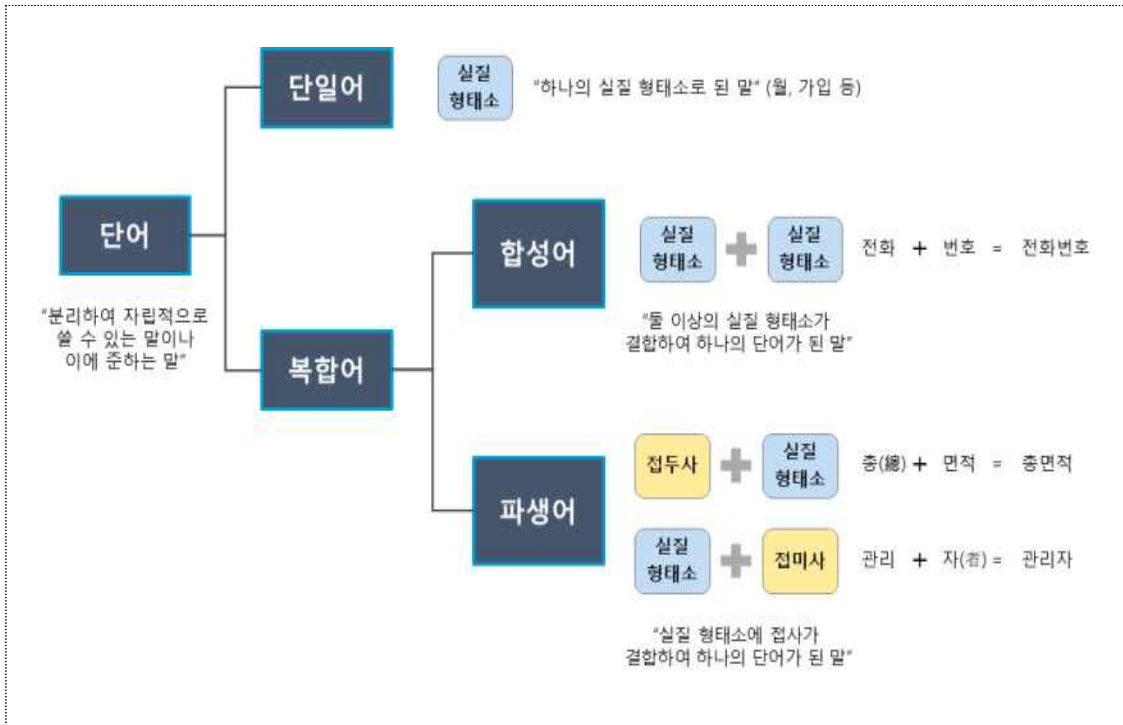 단어
"분리하여 자립적으로
쓸 수 있는 말이나
이에 준하는 말"
단일어
실질
형태소
"하나의 실질 형태소로 된 말" (월, 가입 등)
복합어
합성어
실질
형태소
실질
형태소
전화 + 번호 = 전화번호
"둘 이상의 실질 형태소가
결합하여 하나의 단어가 된 말"
파생어
접두사
실질
형태소
총(總) + 면적 = 총면적
실질
형태소
접미사
관리 + 자(者) = 관리자
"실질 형태소에 접사가
결합하여 하나의 단어가 된 말"